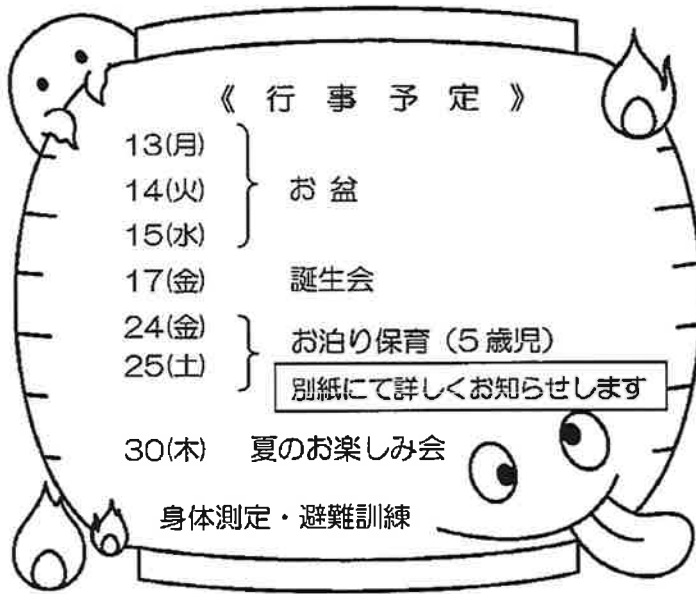 《 行 事 予 定 》
13(月)
14(火) お 盆
15(水)
17(金) 誕生会
24(金) お泊り保育（5歳児）
25(土)
別紙にて詳しくお知らせします
30(木) 夏のお楽しみ会
身体測定・避難訓練